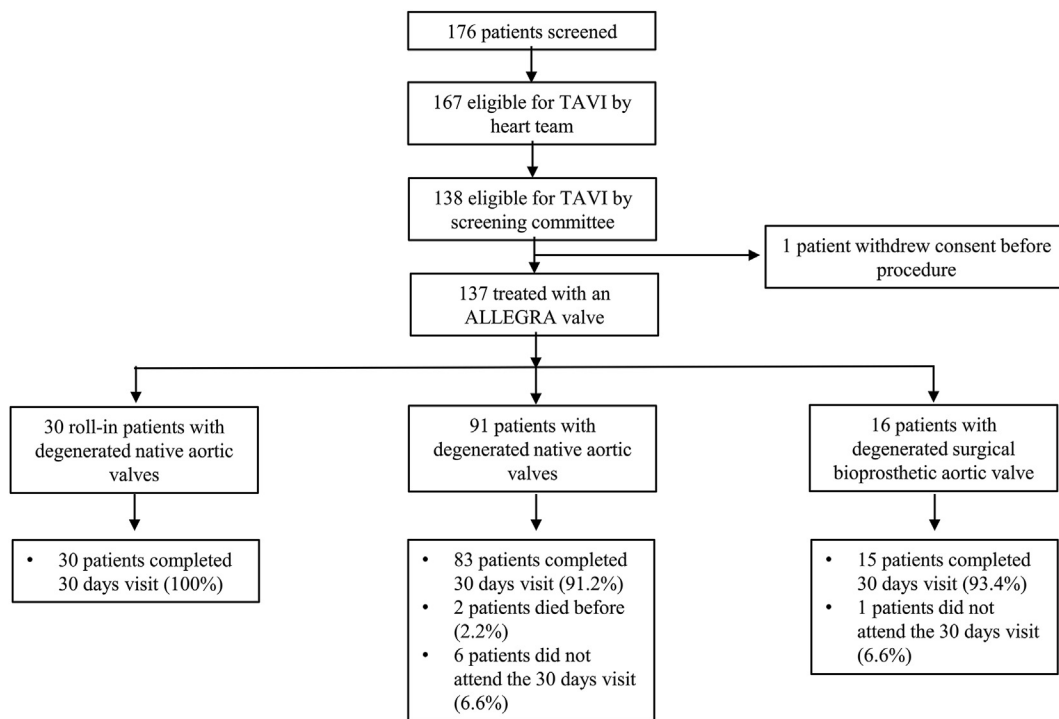 176 patients screened
167 eligible for TAVI by
heart team
138 eligible for TAVI by
screening committee
1 patient withdrew consent before
procedure
137 treated with an
ALLEGRA valve
30 roll-in patients with
degenerated native aortic
valves
91 patients with
degenerated native aortic
valves
16 patients with
degenerated surgical
bioprosthetic aortic valve
• 30 patients completed
30 days visit (100%)
• 83 patients completed
30 days visit (91.2%)
• 2 patients died before
(2.2%)
• 6 patients did not
attend the 30 days visit
(6.6%)
• 15 patients completed
30 days visit (93.4%)
• 1 patients did not
attend the 30 days visit
(6.6%)